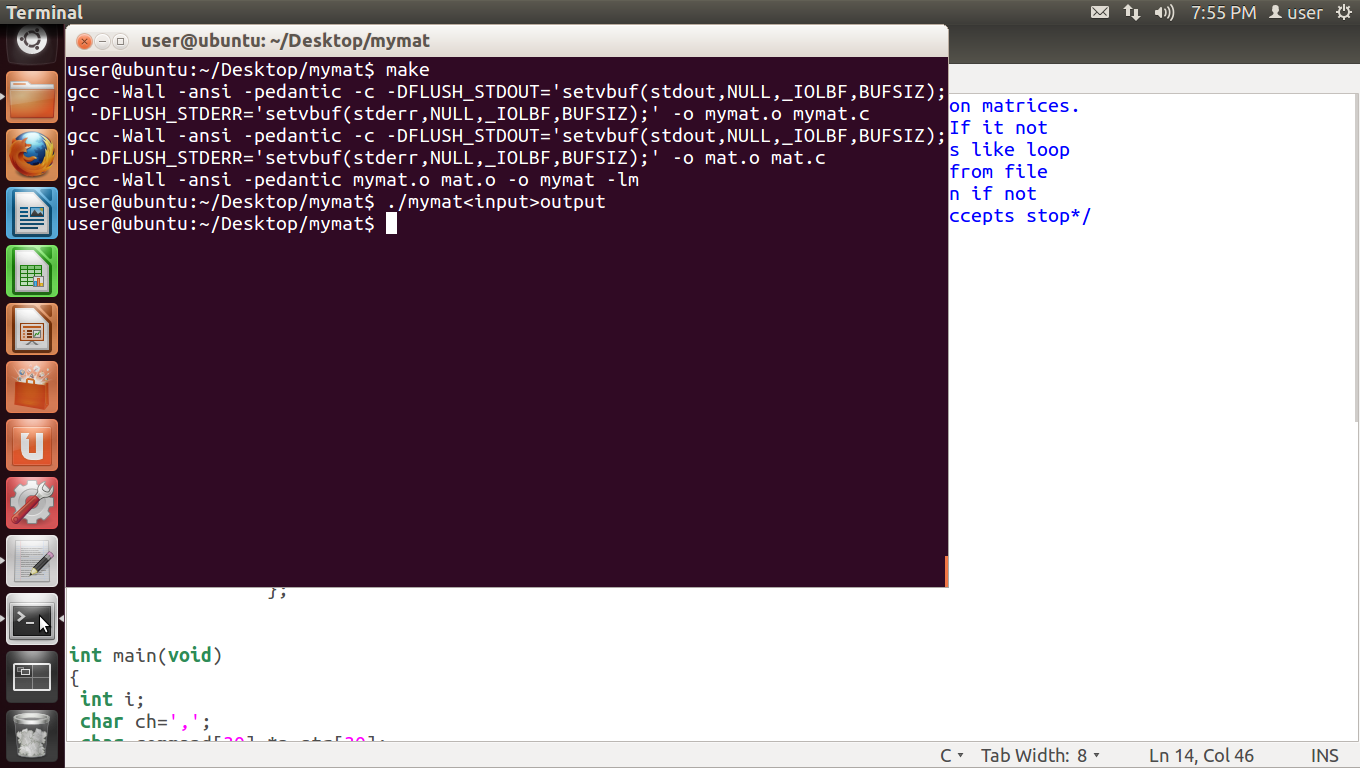 Terminal
7:55 PM
user
user@ubuntu: ~/Desktop/mymat
user@ubuntu:~/Desktop/mymat$ make
gcc -Wall -ansi -pedantic -c -DFLUSH_STDOUT='setvbuf(stdout,NULL,_IOLBF,BUFSIZ);
' -DFLUSH_STDERR='setvbuf(stderr,NULL,_IOLBF,BUFSIZ);' -o mymat.o mymat.c
gcc -Wall -ansi -pedantic -c -DFLUSH_STDOUT='setvbuf(stdout,NULL,_IOLBF,BUFSIZ);
' -DFLUSH_STDERR='setvbuf(stderr,NULL,_IOLBF,BUFSIZ);' -o mat.o mat.c
gcc -Wall -ansi -pedantic mymat.o mat.o -o mymat -lm
user@ubuntu:~/Desktop/mymat$ ./mymat<input>output
user@ubuntu:~/Desktop/mymat$
on matrices.
If it not
s like loop
from file
n if not
ccepts stop*/
};
int main(void)
{
int i;
char ch=',';
C
Tab Width: 8
Ln 14, Col 46
INS